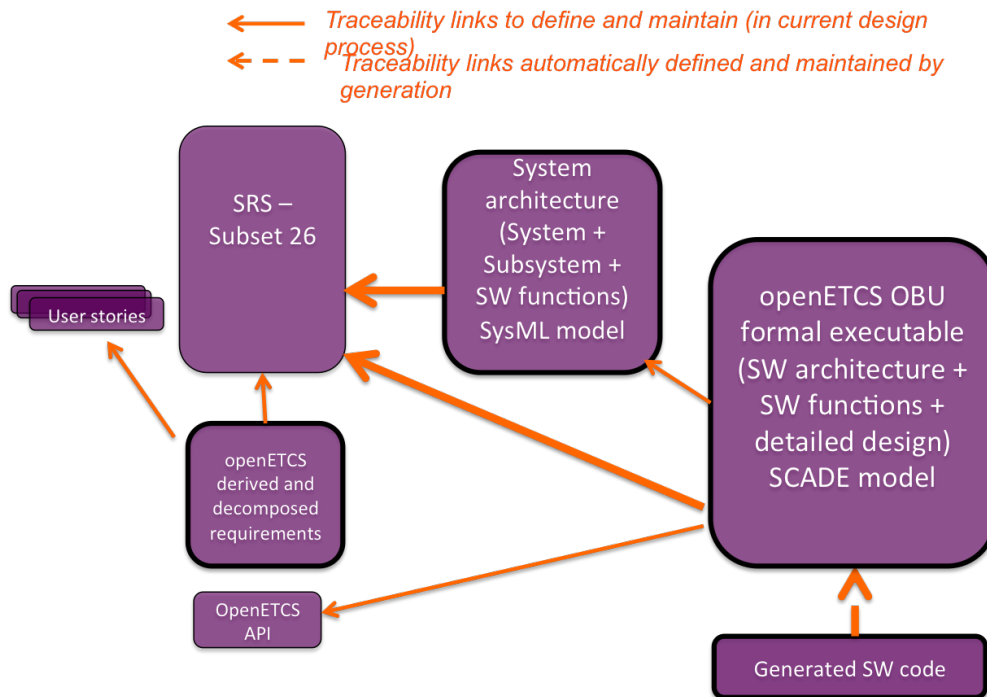 Traceability links to define and maintain (in current design
process)
Traceability links automatically defined and maintained by
generation
SRS –
Subset 26
System
architecture
(System +
Subsystem +
SW functions)
SysML model
User stories
openETCS OBU
formal executable
(SW architecture +
SW functions +
detailed design)
SCADE model
openETCS
derived and
decomposed
requirements
OpenETCS
API
Generated SW code